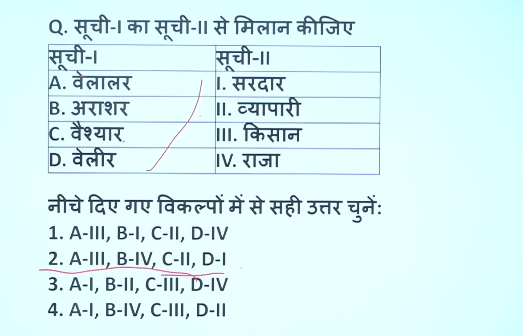 Q. सूची-I का सूची-II से मिलान कीजिए
सूची-I सूची-II
A. वेलालर I. सरदार
B. अराशर II. व्यापारी
C. वैश्यार III. किसान
D. वेलीर IV. राजा
नीचे दिए गए विकल्पों में से सही उत्तर चुनें:
1. A-III, B-I, C-II, D-IV
2. A-III, B-IV, C-II, D-I
3. A-I, B-II, C-III, D-IV
4. A-I, B-IV, C-III, D-II